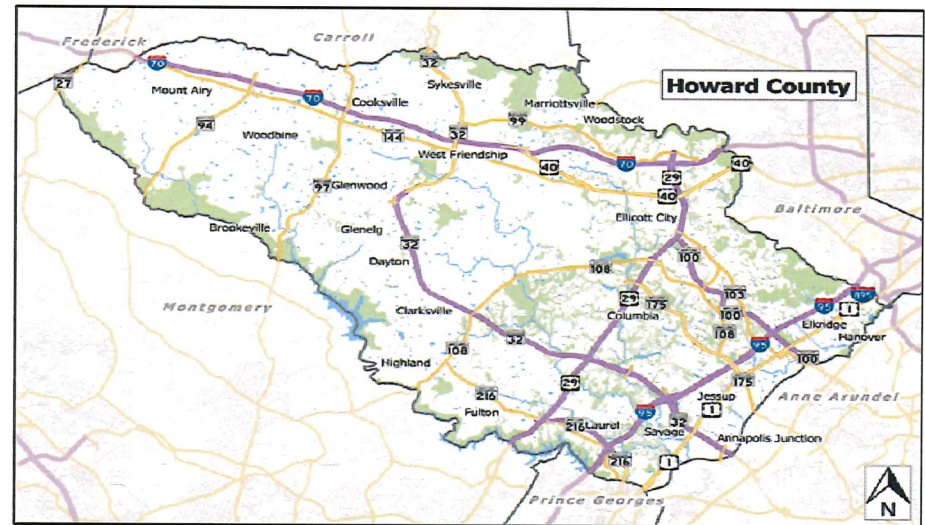 Frederick
Carroll
32
70
27
Sykesville
Howard County
Mount Airy
70
Cooksville
Marriottsville
99
Woodstock
94
Woodbine
144
32
West Friendship
40
70
40
29
97
Glenwood
40
Ellicott City
Baltimore
Brookeville
Glenelg
32
Dayton
100
108
Montgomery
29
175
103
95
895
1
Clarksville
Columbia
100
Elkridge
108
Hanover
32
108
95
100
Highland
29
175
216
Jessup
Anne Arundel
Fulton
95
1
216
Laurel
32
Savage
Annapolis Junction
216
1
Prince Georges
N